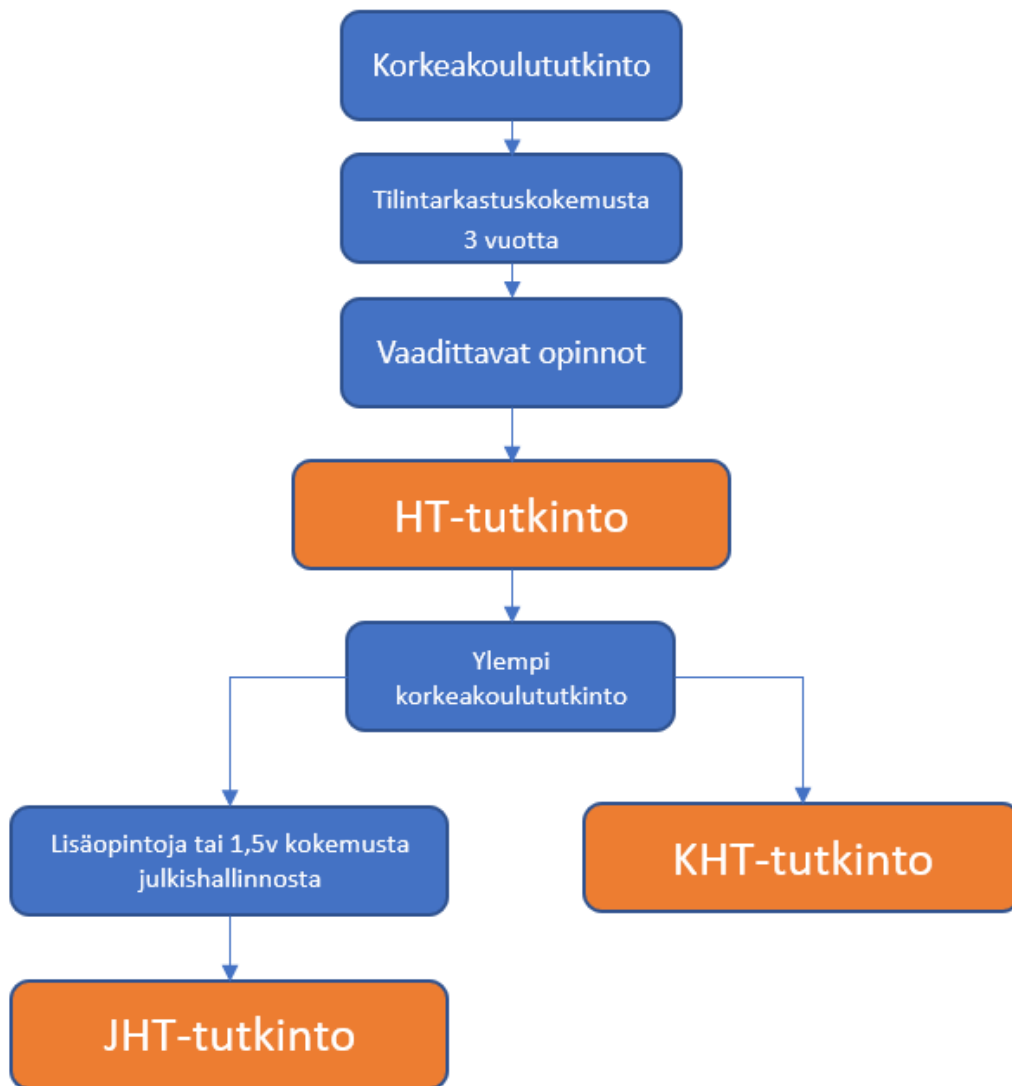 Korkeakoulututkinto
Tilintarkastuskokemusta
3 vuotta
Vaadittavat opinnot
HT-tutkinto
Ylempi
korkeakoulututkinto
Lisäopintoja tai 1,5v kokemusta
julkishallinnosta
KHT-tutkinto
JHT-tutkinto